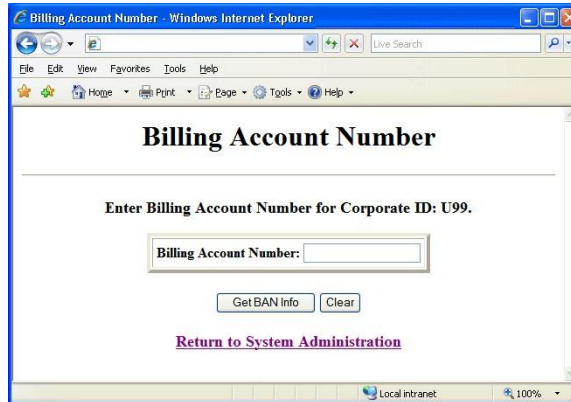 Billing Account Number - Windows Internet Explorer
Live Search
File Edit View Favorites Tools Help
Home Print Page Tools Help
Billing Account Number
Enter Billing Account Number for Corporate ID: U99.
Billing Account Number:
Get BAN Info Clear
Return to System Administration
Local intranet 100%